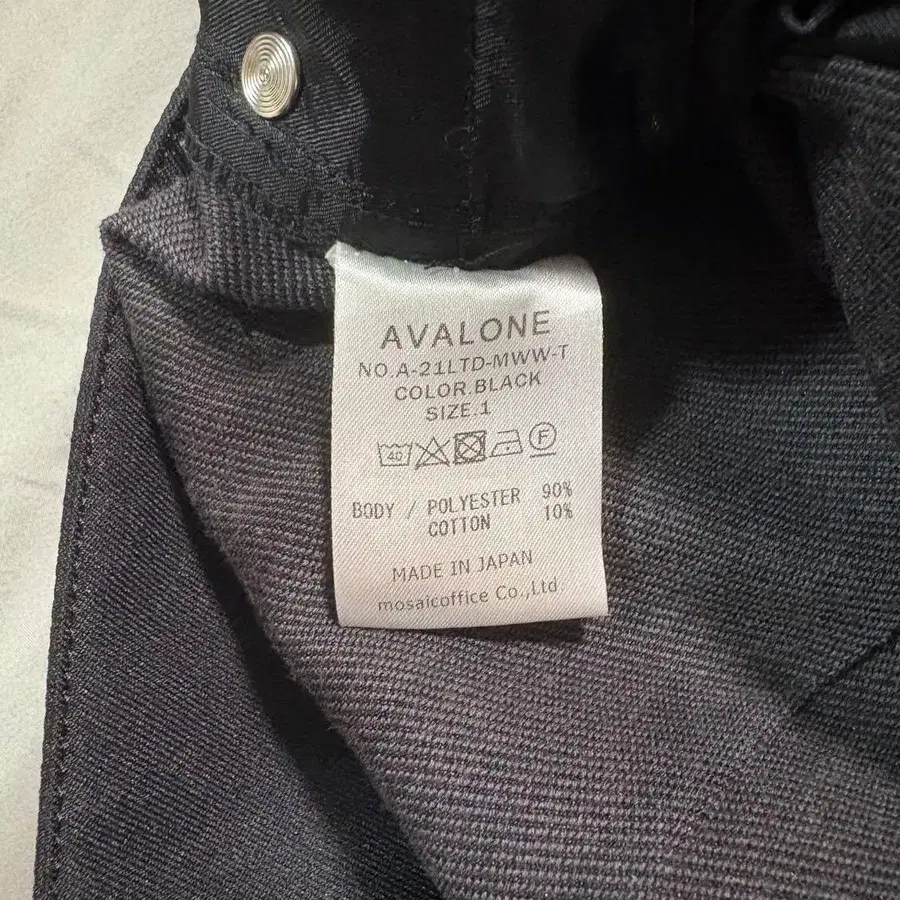 AVALONE
NO.A-21LTD-MWW-T
COLOR.BLACK
SIZE.1
40 F
BODY / POLYESTER 90%
COTTON 10%
MADE IN JAPAN
mosaicoffice Co.,Ltd.